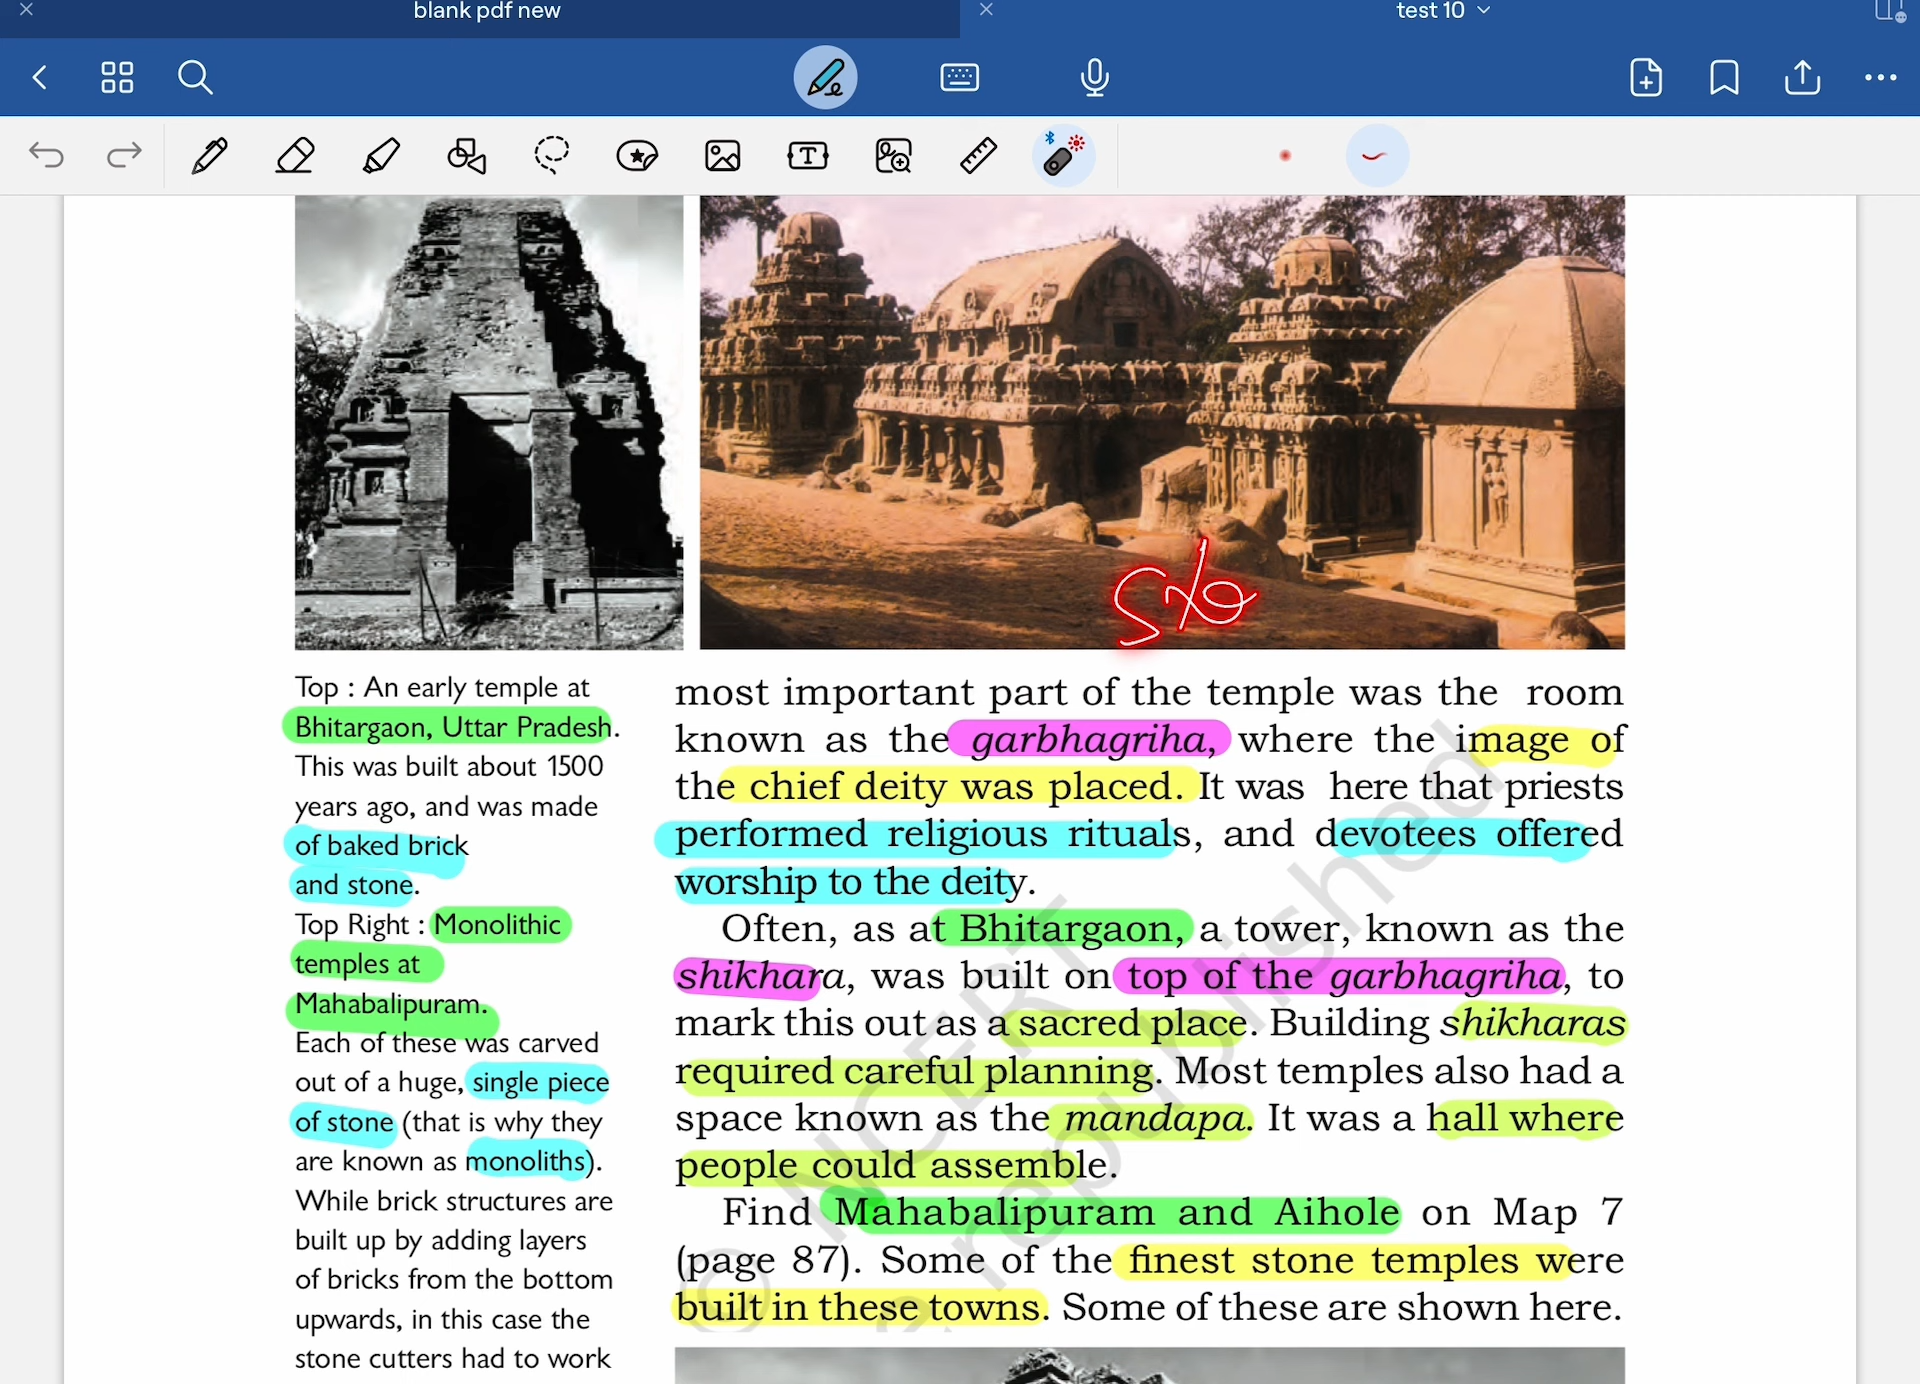 blank pdf new
test 10
Top : An early temple at
Bhitargaon, Uttar Pradesh.
This was built about 1500
years ago, and was made
of baked brick
and stone.
Top Right : Monolithic
temples at
Mahabalipuram.
Each of these was carved
out of a huge, single piece
of stone (that is why they
are known as monoliths).
While brick structures are
built up by adding layers
of bricks from the bottom
upwards, in this case the
stone cutters had to work
most important part of the temple was the room
known as the garbhagriha, where the image of
the chief deity was placed. It was here that priests
performed religious rituals, and devotees offered
worship to the deity.
Often, as at Bhitargaon, a tower, known as the
shikhara, was built on top of the garbhagriha, to
mark this out as a sacred place. Building shikharas
required careful planning. Most temples also had a
space known as the mandapa. It was a hall where
people could assemble.
Find Mahabalipuram and Aihole on Map 7
(page 87). Some of the finest stone temples were
built in these towns. Some of these are shown here.
© NCERT
republished